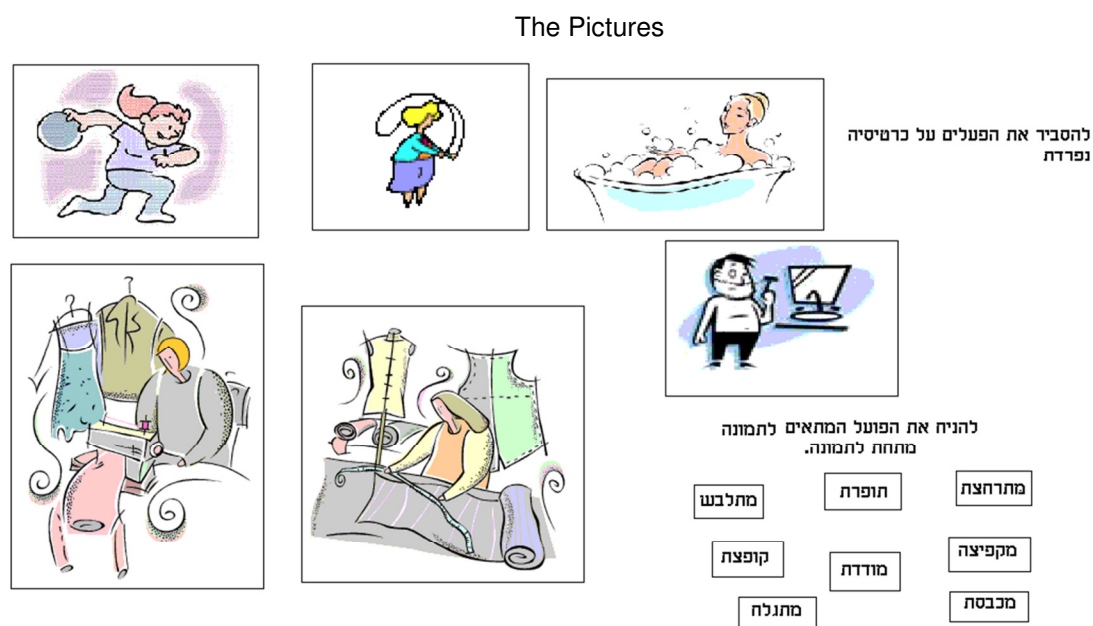 The Pictures
להסביר את הפעלים על כרטיסיה
נפרדת
להניח את הפועל המתאים לתמונה
מתחת לתמונה.
מתרחצת
תופרת
מתלבש
מקפיצה
מודדת
קופצת
מכבסת
מתגלח